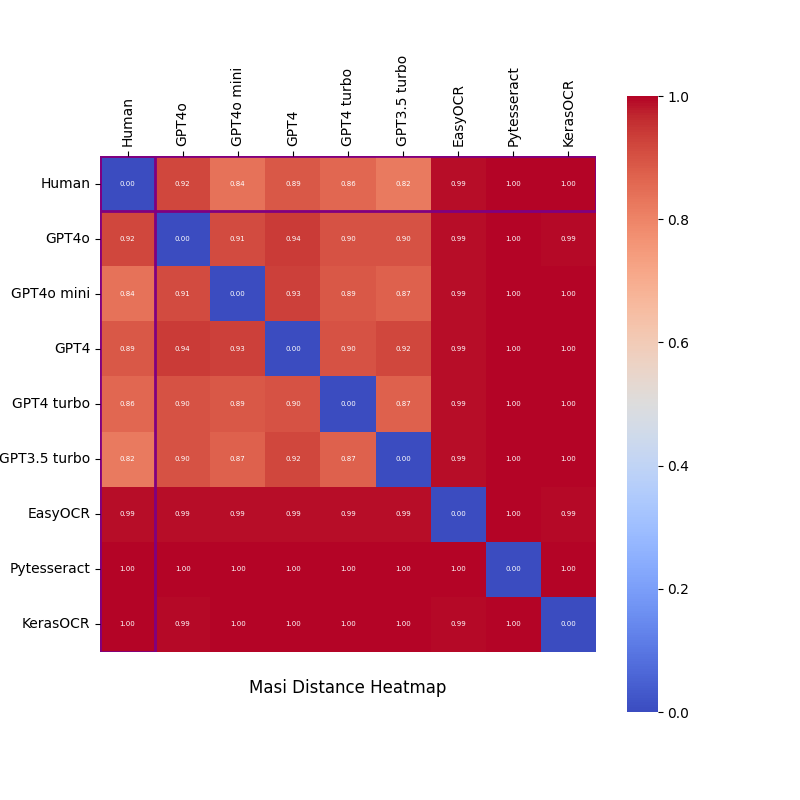 Human GPT4o GPT4o mini GPT4 GPT4 turbo GPT3.5 turbo EasyOCR Pytesseract KerasOCR
Human 0.00 0.92 0.84 0.89 0.86 0.82 0.99 1.00 1.00
GPT4o 0.92 0.00 0.91 0.94 0.90 0.90 0.99 1.00 0.99
GPT4o mini 0.84 0.91 0.00 0.93 0.89 0.87 0.99 1.00 1.00
GPT4 0.89 0.94 0.93 0.00 0.90 0.92 0.99 1.00 1.00
GPT4 turbo 0.86 0.90 0.89 0.90 0.00 0.87 0.99 1.00 1.00
GPT3.5 turbo 0.82 0.90 0.87 0.92 0.87 0.00 0.99 1.00 1.00
EasyOCR 0.99 0.99 0.99 0.99 0.99 0.99 0.00 1.00 0.99
Pytesseract 1.00 1.00 1.00 1.00 1.00 1.00 1.00 0.00 1.00
KerasOCR 1.00 0.99 1.00 1.00 1.00 1.00 0.99 1.00 0.00
Masi Distance Heatmap
1.0
0.8
0.6
0.4
0.2
0.0